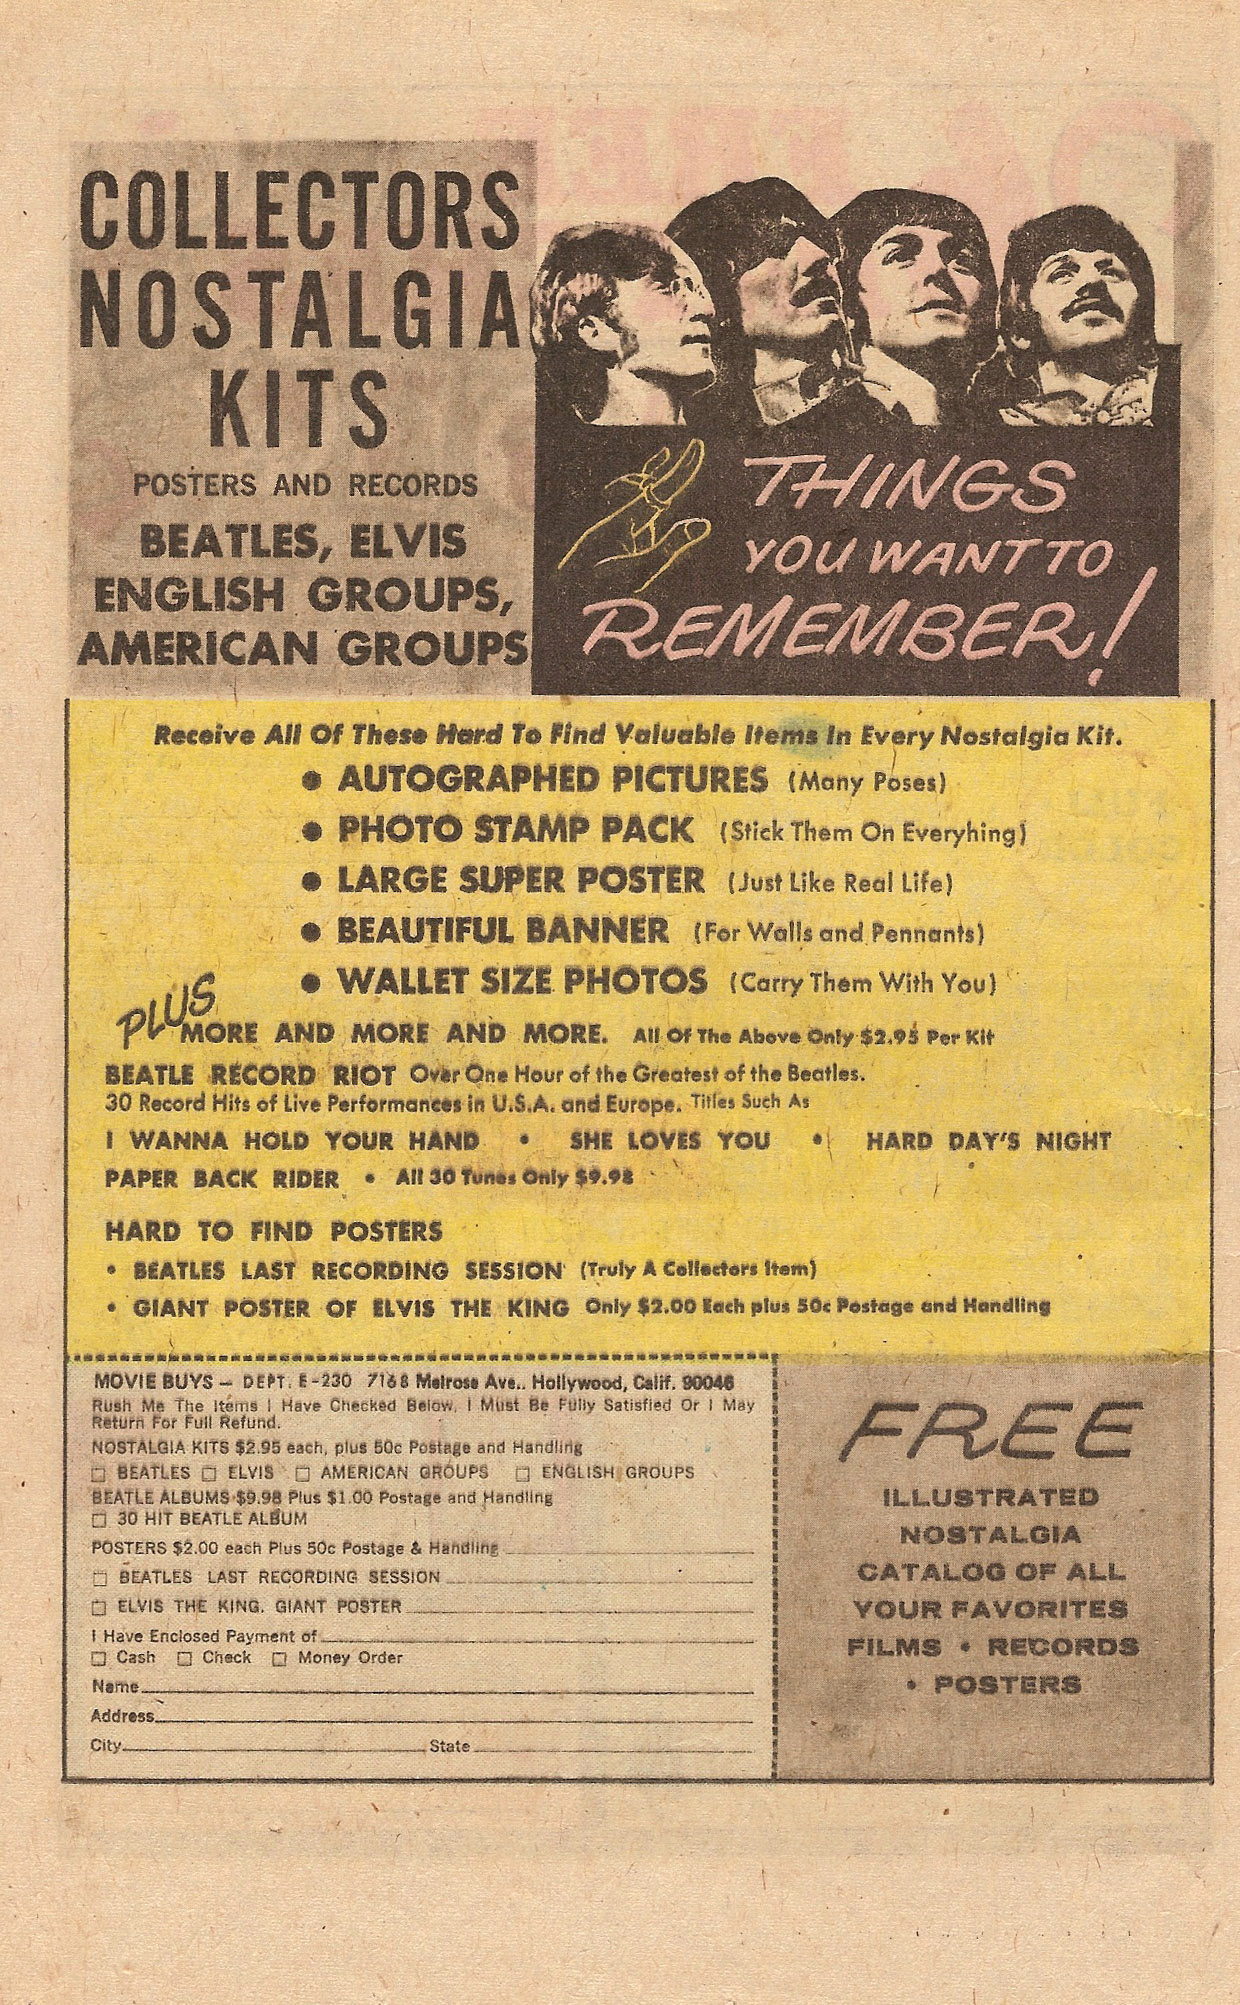 COLLECTORS
NOSTALGIA
KITS
POSTERS AND RECORDS
BEATLES, ELVIS
ENGLISH GROUPS,
AMERICAN GROUPS
THINGS
YOU WANT TO
REMEMBER!
Receive All Of These Hard To Find Valuable Items In Every Nostalgia Kit.
• AUTOGRAPHED PICTURES (Many Poses)
• PHOTO STAMP PACK (Stick Them On Everyhing)
• LARGE SUPER POSTER (Just Like Real Life)
• BEAUTIFUL BANNER (For Walls and Pennants)
• WALLET SIZE PHOTOS (Carry Them With You)
PLUS MORE AND MORE AND MORE. All Of The Above Only $2.95 Per Kit
BEATLE RECORD RIOT Over One Hour of the Greatest of the Beatles.
30 Record Hits of Live Performances in U.S.A. and Europe. Titles Such As
I WANNA HOLD YOUR HAND • SHE LOVES YOU • HARD DAY'S NIGHT
PAPER BACK RIDER • All 30 Tunes Only $9.98
HARD TO FIND POSTERS
• BEATLES LAST RECORDING SESSION (Truly A Collectors Item)
• GIANT POSTER OF ELVIS THE KING Only $2.00 Each plus 50c Postage and Handling
MOVIE BUYS — DEPT. E-230 7168 Melrose Ave.. Hollywood, Calif. 90046
Rush Me The Items I Have Checked Below, I Must Be Fully Satisfied Or I May
Return For Full Refund.
NOSTALGIA KITS $2.95 each, plus 50c Postage and Handling
□ BEATLES □ ELVIS □ AMERICAN GROUPS □ ENGLISH GROUPS
BEATLE ALBUMS $9.98 Plus $1.00 Postage and Handling
□ 30 HIT BEATLE ALBUM
POSTERS $2.00 each Plus 50c Postage & Handling
□ BEATLES LAST RECORDING SESSION
□ ELVIS THE KING. GIANT POSTER
I Have Enclosed Payment of
□ Cash □ Check □ Money Order
Name
Address
City State
FREE
ILLUSTRATED
NOSTALGIA
CATALOG OF ALL
YOUR FAVORITES
FILMS • RECORDS
• POSTERS